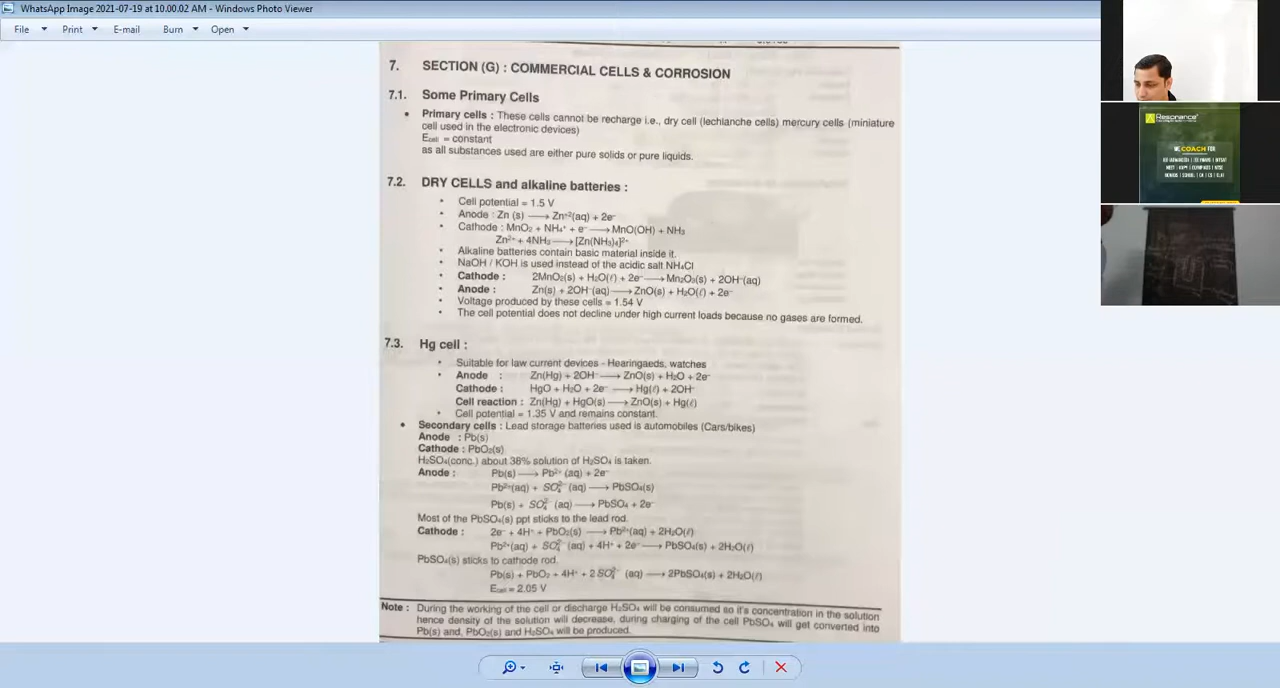 WhatsApp Image 2021-07-19 at 10.00.02 AM - Windows Photo Viewer
File Print E-mail Burn Open
7. SECTION (G) : COMMERCIAL CELLS & CORROSION
7.1. Some Primary Cells
• Primary cells : These cells cannot be recharge i.e., dry cell (lechlanche cells) mercury cells (miniature
cell used in the electronic devices)
Ecell = constant
as all substances used are either pure solids or pure liquids.
7.2. DRY CELLS and alkaline batteries :
• Cell potential = 1.5 V
• Anode : Zn (s) ⟶ Zn⁺²(aq) + 2e⁻
• Cathode : MnO₂ + NH₄⁺ + e⁻ ⟶ MnO(OH) + NH₃
Zn²⁺ + 4NH₃ ⟶ [Zn(NH₃)₄]²⁺
• Alkaline batteries contain basic material inside it.
• NaOH / KOH is used instead of the acidic salt NH₄Cl
• Cathode : 2MnO₂(s) + H₂O(ℓ) + 2e⁻ ⟶ Mn₂O₃(s) + 2OH⁻(aq)
• Anode : Zn(s) + 2OH⁻(aq) ⟶ ZnO(s) + H₂O(ℓ) + 2e⁻
• Voltage produced by these cells = 1.54 V
• The cell potential does not decline under high current loads because no gases are formed.
7.3. Hg cell :
• Suitable for law current devices - Hearingaeds, watches
• Anode : Zn(Hg) + 2OH⁻ ⟶ ZnO(s) + H₂O + 2e⁻
Cathode : HgO + H₂O + 2e⁻ ⟶ Hg(ℓ) + 2OH⁻
Cell reaction : Zn(Hg) + HgO(s) ⟶ ZnO(s) + Hg(ℓ)
• Cell potential = 1.35 V and remains constant.
• Secondary cells : Lead storage batteries used is automobiles (Cars/bikes)
Anode : Pb(s)
Cathode : PbO₂(s)
H₂SO₄(conc.) about 38% solution of H₂SO₄ is taken.
Anode : Pb(s) ⟶ Pb²⁺ (aq) + 2e⁻
Pb²⁺(aq) + SO₄²⁻ (aq) ⟶ PbSO₄(s)
Pb(s) + SO₄²⁻ (aq) ⟶ PbSO₄ + 2e⁻
Most of the PbSO₄(s) ppt sticks to the lead rod.
Cathode : 2e⁻ + 4H⁺ + PbO₂(s) ⟶ Pb²⁺(aq) + 2H₂O(ℓ)
Pb²⁺(aq) + SO₄²⁻ (aq) + 4H⁺ + 2e⁻ ⟶ PbSO₄(s) + 2H₂O(ℓ)
PbSO₄(s) sticks to cathode rod.
Pb(s) + PbO₂ + 4H⁺ + 2SO₄²⁻ (aq) ⟶ 2PbSO₄(s) + 2H₂O(ℓ)
Ecell = 2.05 V
Note : During the working of the cell or discharge H₂SO₄ will be consumed so it's concentration in the solution
hence density of the solution will decrease, during charging of the cell PbSO₄ will get converted into
Pb(s) and, PbO₂(s) and H₂SO₄ will be produced.
Resonance
WE COACH FOR